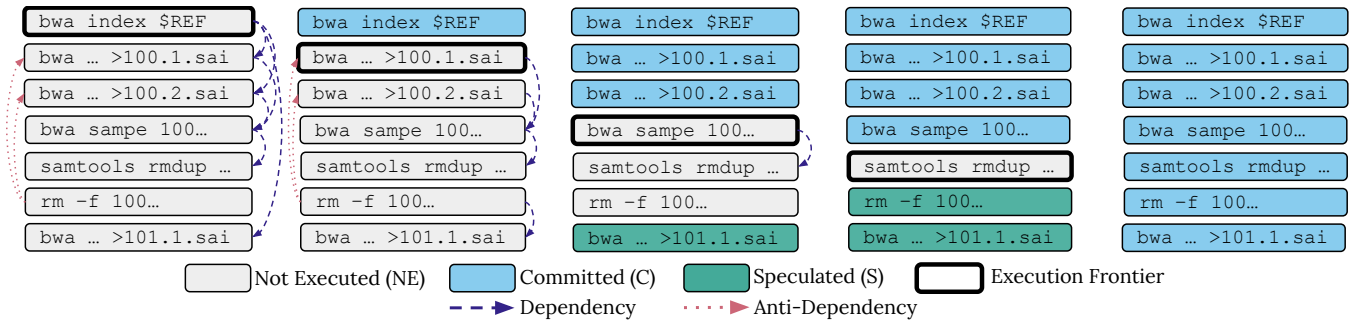 bwa index $REF
bwa … >100.1.sai
bwa … >100.2.sai
bwa sampe 100…
samtools rmdup …
rm –f 100…
bwa … >101.1.sai
bwa index $REF
bwa … >100.1.sai
bwa … >100.2.sai
bwa sampe 100…
samtools rmdup …
rm –f 100…
bwa … >101.1.sai
bwa index $REF
bwa … >100.1.sai
bwa … >100.2.sai
bwa sampe 100…
samtools rmdup …
rm –f 100…
bwa … >101.1.sai
bwa index $REF
bwa … >100.1.sai
bwa … >100.2.sai
bwa sampe 100…
samtools rmdup …
rm –f 100…
bwa … >101.1.sai
bwa index $REF
bwa … >100.1.sai
bwa … >100.2.sai
bwa sampe 100…
samtools rmdup …
rm –f 100…
bwa … >101.1.sai
Not Executed (NE)
Committed (C)
Speculated (S)
Execution Frontier
Dependency
Anti-Dependency